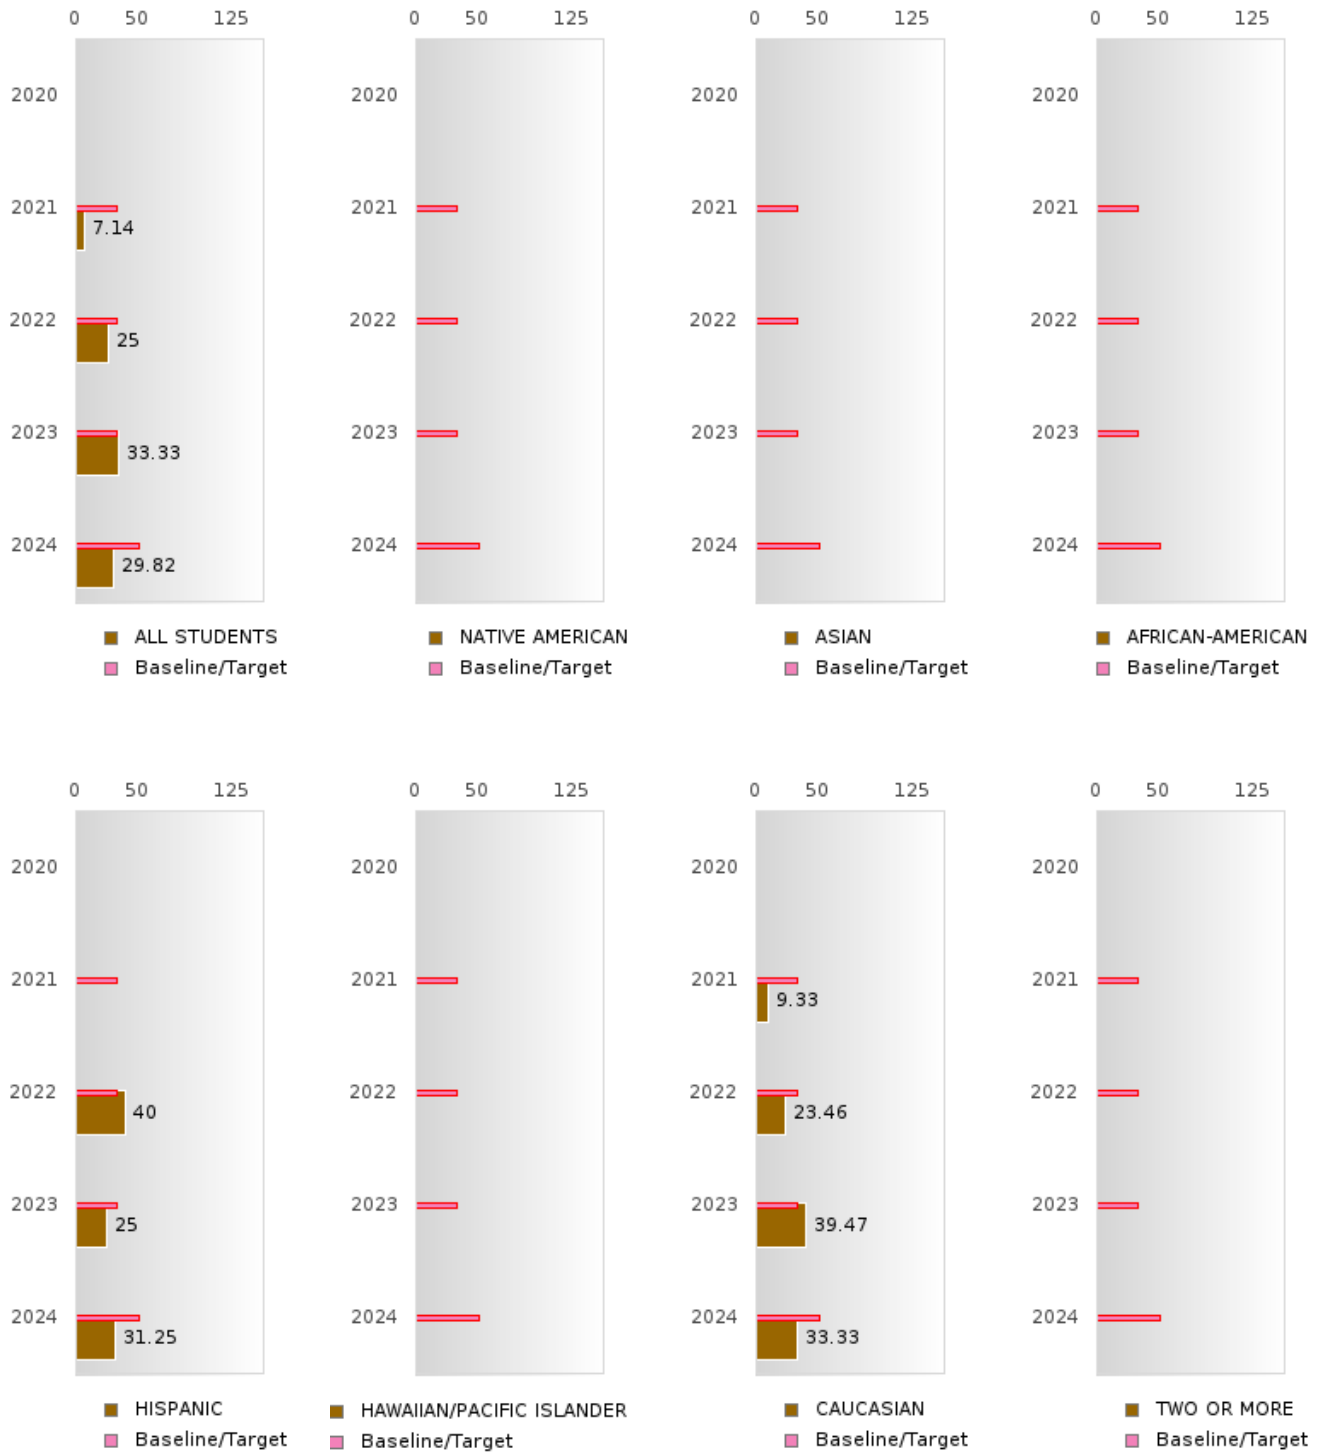 0 50 125 0 50 125 0 50 125 0 50 125
2020 2020 2020 2020
2021 2021 2021 2021
7.14
2022 2022 2022 2022
25
2023 2023 2023 2023
33.33
2024 2024 2024 2024
29.82
ALL STUDENTS NATIVE AMERICAN ASIAN AFRICAN-AMERICAN
Baseline/Target Baseline/Target Baseline/Target Baseline/Target
0 50 125 0 50 125 0 50 125 0 50 125
2020 2020 2020 2020
2021 2021 2021 2021
9.33
2022 2022 2022 2022
40 23.46
2023 2023 2023 2023
25 39.47
2024 2024 2024 2024
31.25 33.33
HISPANIC HAWAIIAN/PACIFIC ISLANDER CAUCASIAN TWO OR MORE
Baseline/Target Baseline/Target Baseline/Target Baseline/Target